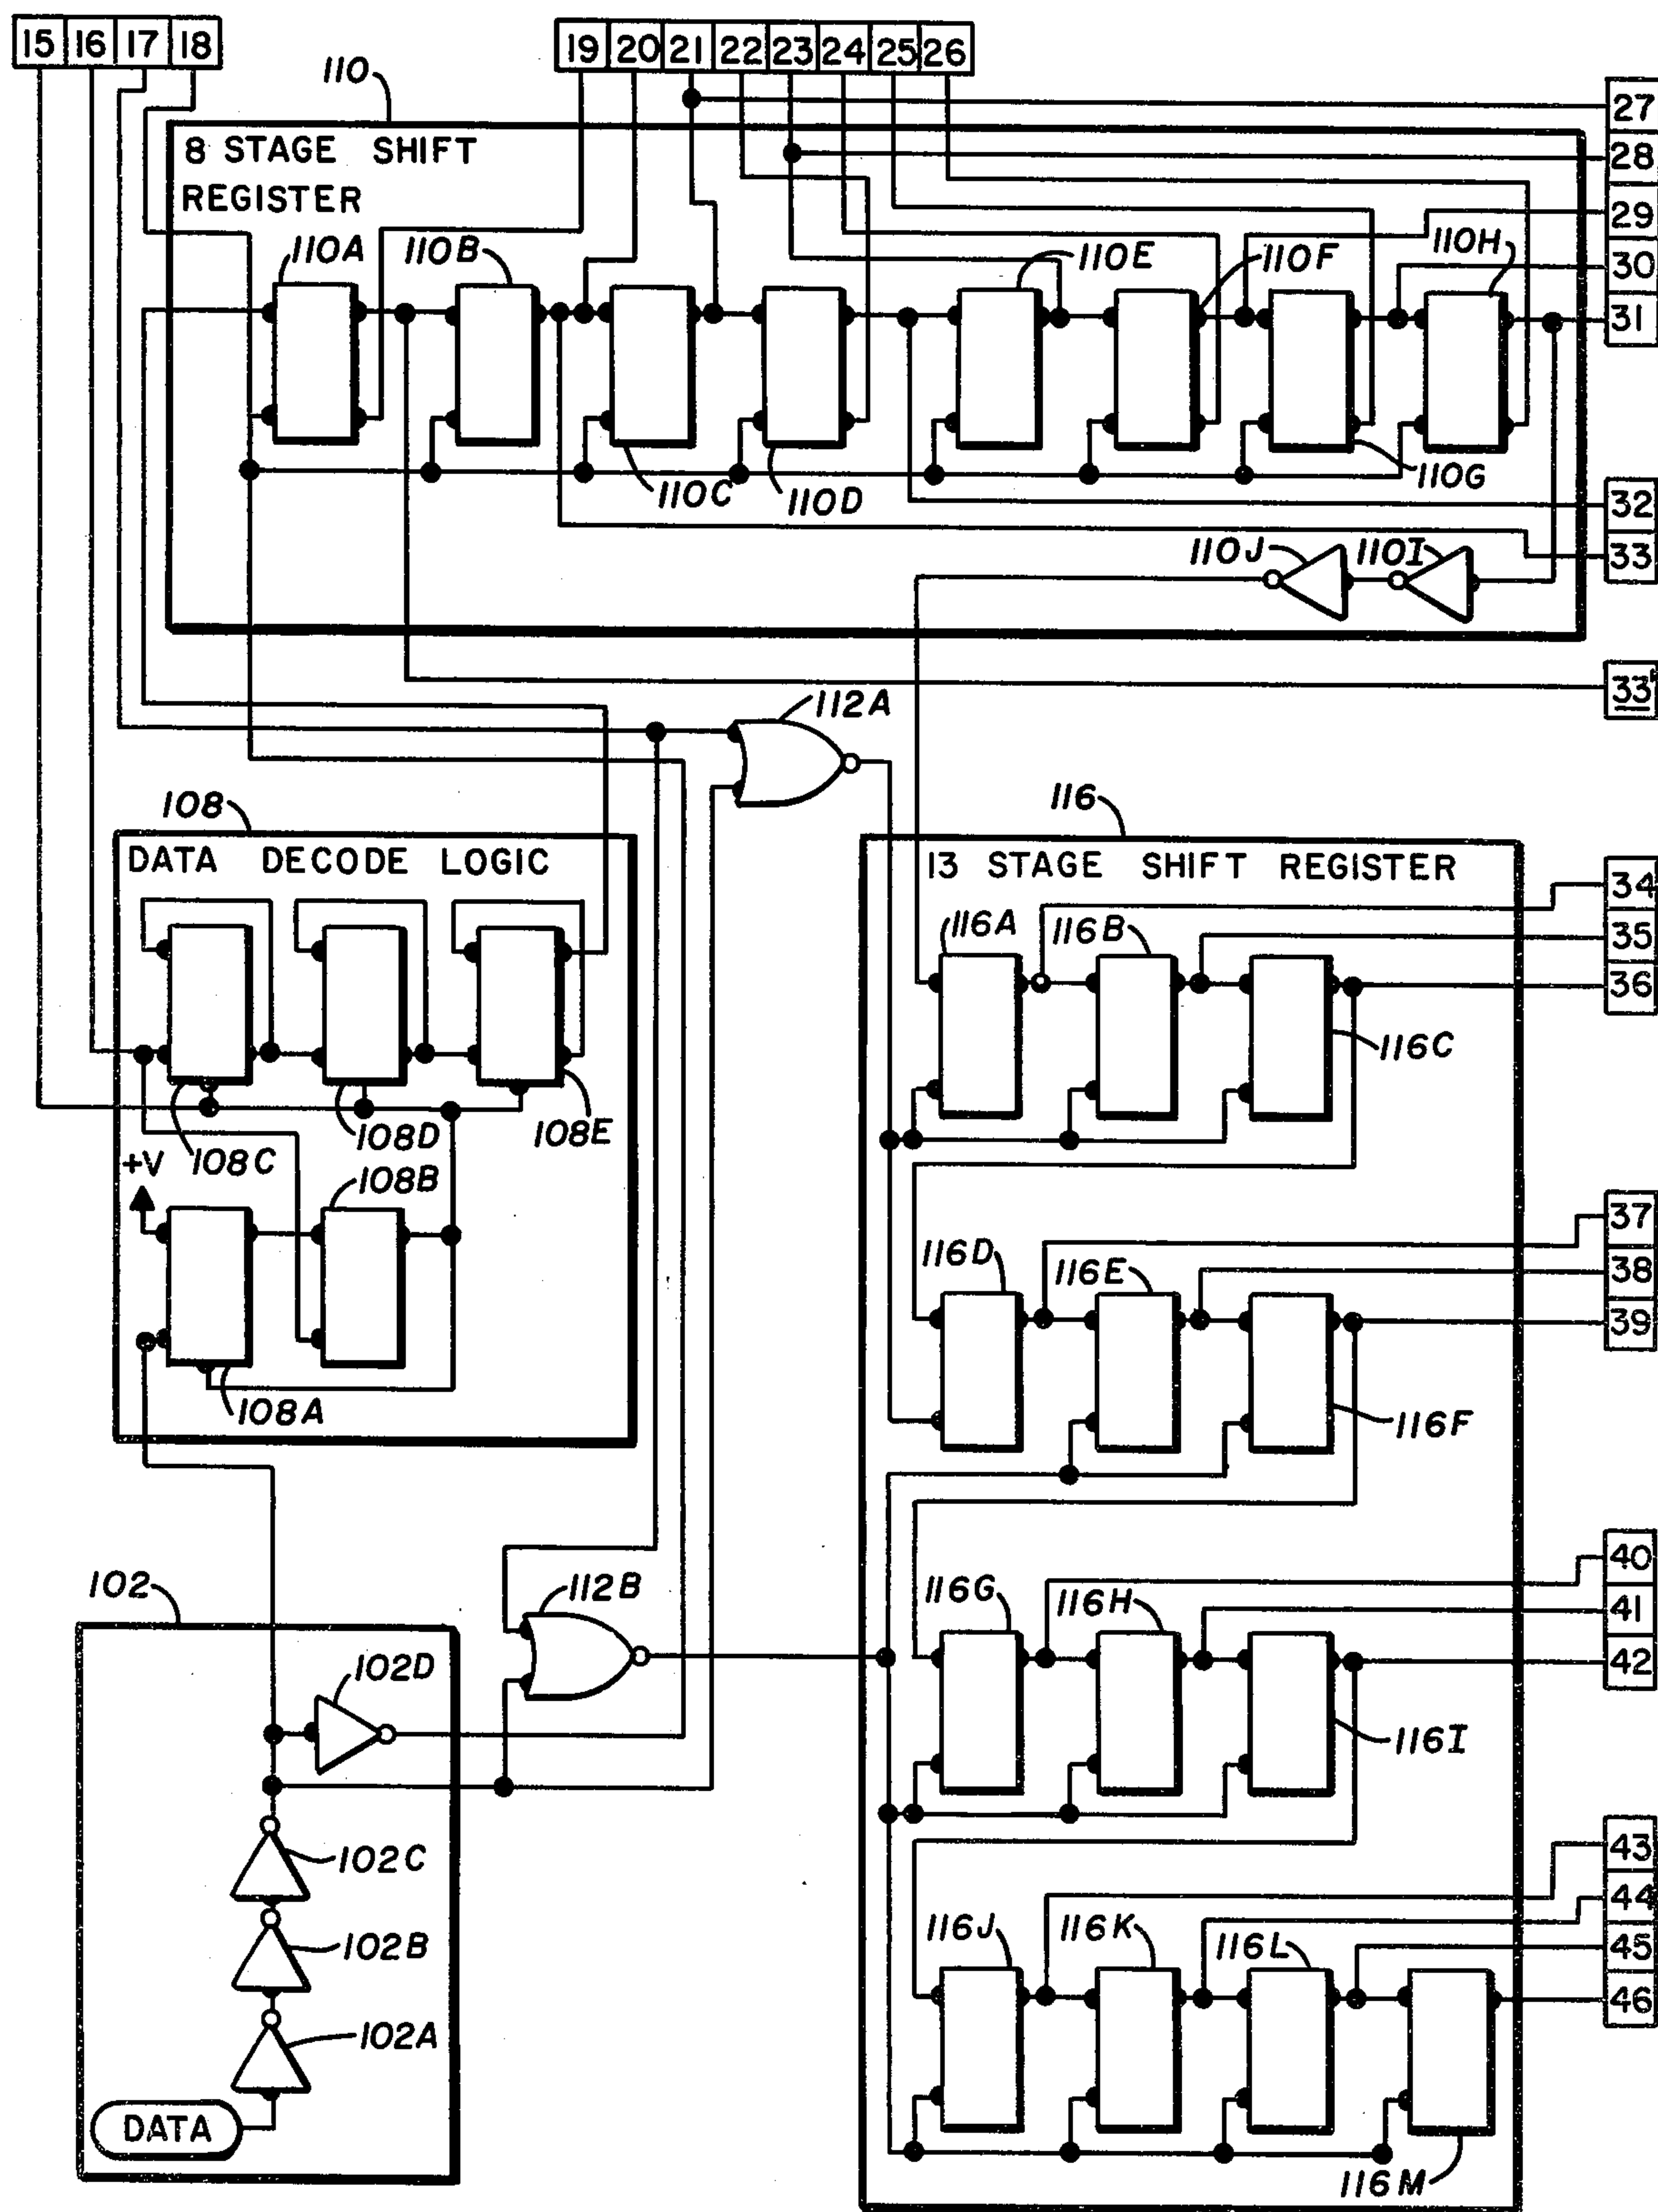 15 16 17 18
19 20 21 22 23 24 25 26
110
27
28
29
30
31
8 STAGE SHIFT
REGISTER
110A
110B
110E
110F
110H
110C
110D
110G
32
33
110J
110I
33'
112A
108
DATA DECODE LOGIC
116
13 STAGE SHIFT REGISTER
34
35
36
116A
116B
116C
108C
108D
108E
+V
108B
108A
37
38
39
116D
116E
116F
102
112B
102D
40
41
42
116G
116H
116I
102C
102B
102A
DATA
43
44
45
46
116J
116K
116L
116M